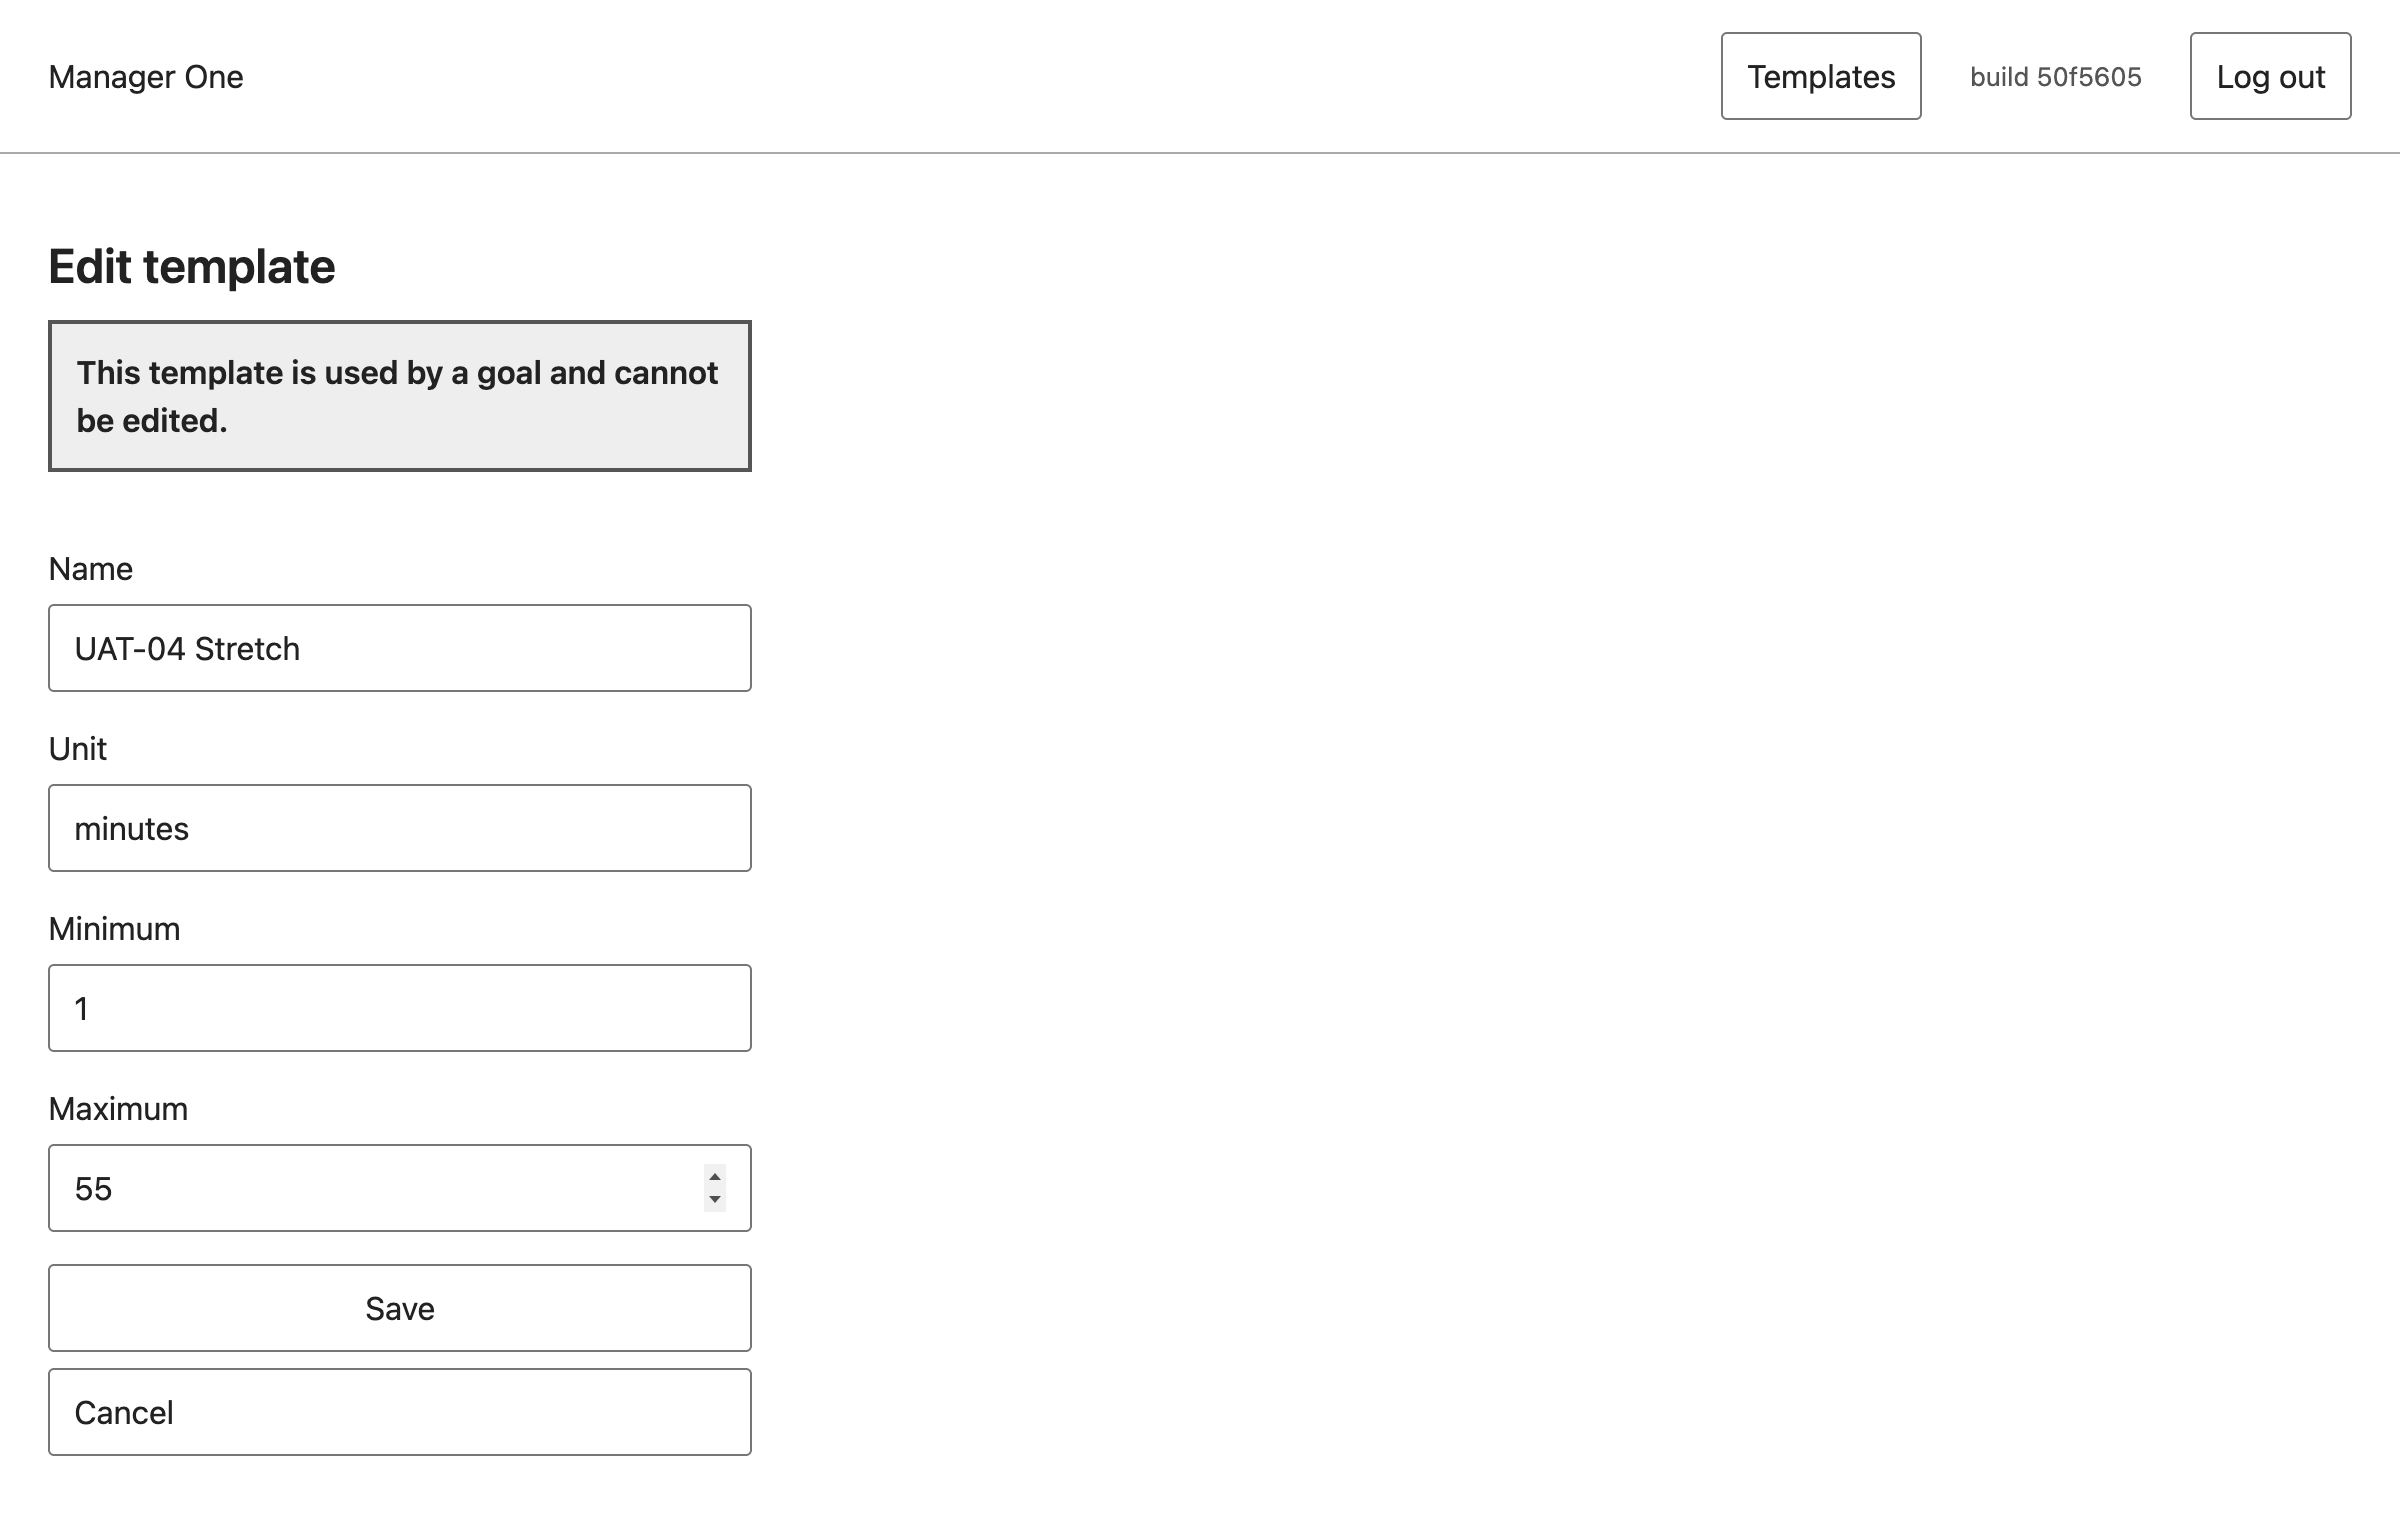 Manager One
Templates
build 50f5605
Log out
Edit template
This template is used by a goal and cannot
be edited.
Name
UAT-04 Stretch
Unit
minutes
Minimum
1
Maximum
55
Save
Cancel